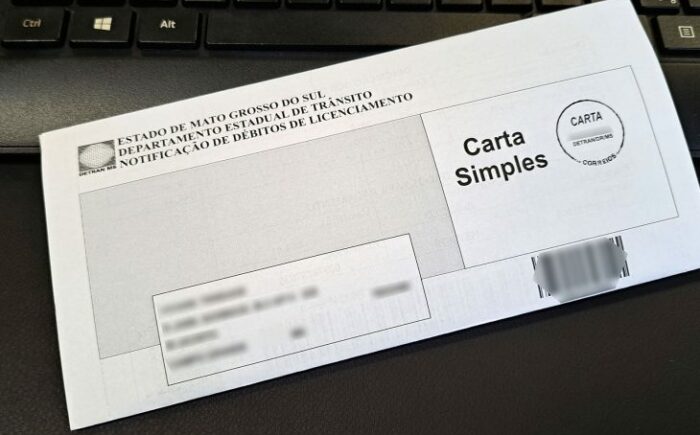 Ctrl
Alt
ESTADO DE MATO GROSSO DO SUL
DEPARTAMENTO ESTADUAL DE TRÂNSITO
NOTIFICAÇÃO DE DÉBITOS DE LICENCIAMENTO
DETRAN MS
Carta
Simples
CARTA
DETRAN/DR/MS
CORREIOS